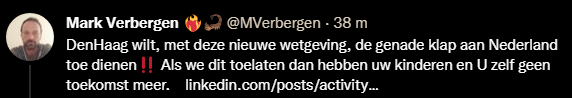 Mark Verbergen ❤️‍🔥🦂 @MVerbergen · 38 m
DenHaag wilt, met deze nieuwe wetgeving, de genade klap aan Nederland
toe dienen‼️ Als we dit toelaten dan hebben uw kinderen en U zelf geen
toekomst meer. linkedin.com/posts/activity…